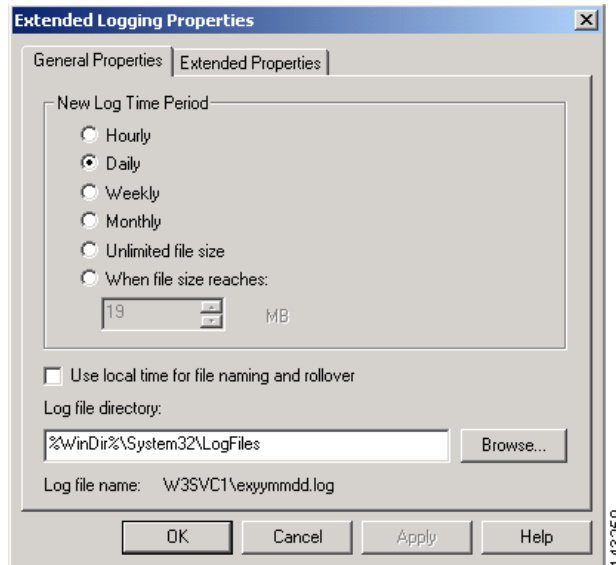 Extended Logging Properties
General Properties
Extended Properties
New Log Time Period
Hourly
Daily
Weekly
Monthly
Unlimited file size
When file size reaches:
19
MB
Use local time for file naming and rollover
Log file directory:
%WinDir%\System32\LogFiles
Browse...
Log file name: W3SVC1\exyymmdd.log
OK
Cancel
Apply
Help